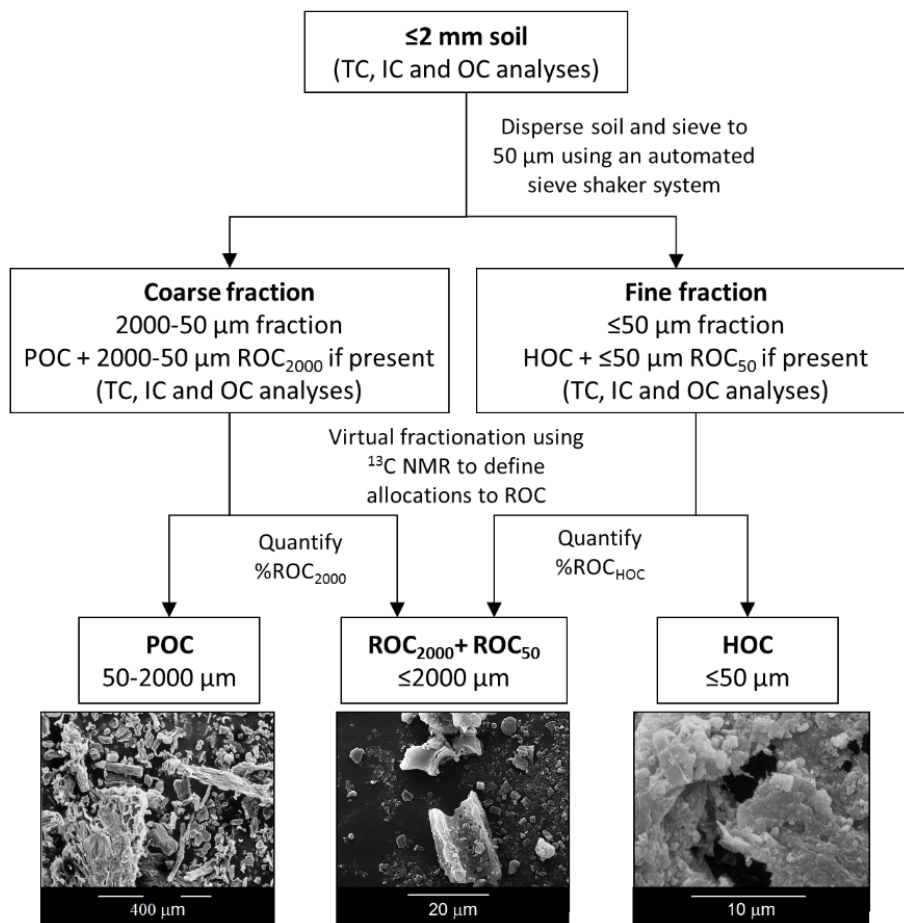 ≤2 mm soil
(TC, IC and OC analyses)
Disperse soil and sieve to
50 μm using an automated
sieve shaker system
Coarse fraction
2000-50 μm fraction
POC + 2000-50 μm ROC₂₀₀₀ if present
(TC, IC and OC analyses)
Fine fraction
≤50 μm fraction
HOC + ≤50 μm ROC₅₀ if present
(TC, IC and OC analyses)
Virtual fractionation using
¹³C NMR to define
allocations to ROC
Quantify
%ROC₂₀₀₀
Quantify
%ROC_HOC
POC
50-2000 μm
ROC₂₀₀₀+ ROC₅₀
≤2000 μm
HOC
≤50 μm
400 μm
20 μm
10 μm